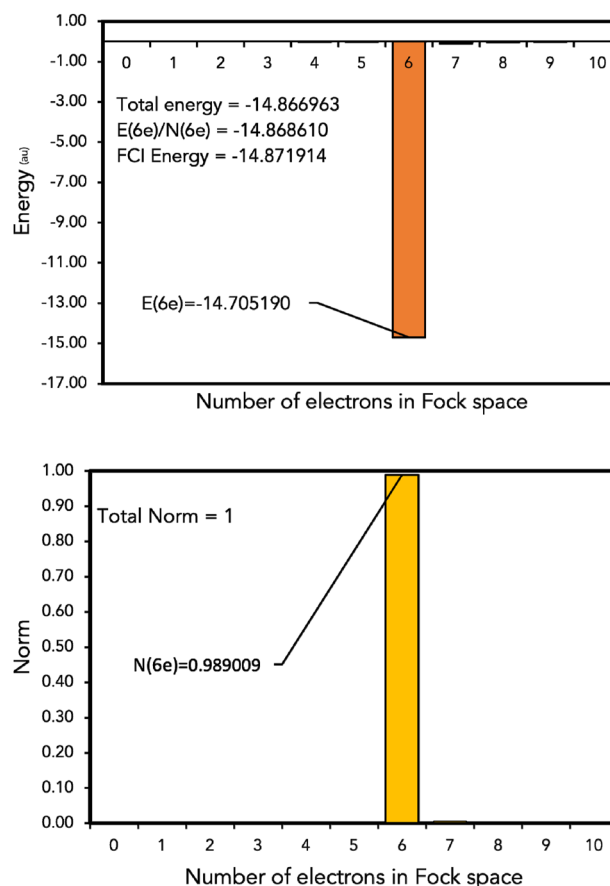 1.00
-1.00
-3.00
-5.00
-7.00
-9.00
-11.00
-13.00
-15.00
-17.00
Energy (au)
0 1 2 3 4 5 6 7 8 9 10
Total energy = -14.866963
E(6e)/N(6e) = -14.868610
FCI Energy = -14.871914
E(6e)=-14.705190
Number of electrons in Fock space
1.00
0.90
0.80
0.70
0.60
0.50
0.40
0.30
0.20
0.10
0.00
Norm
Total Norm = 1
N(6e)=0.989009
0 1 2 3 4 5 6 7 8 9 10
Number of electrons in Fock space